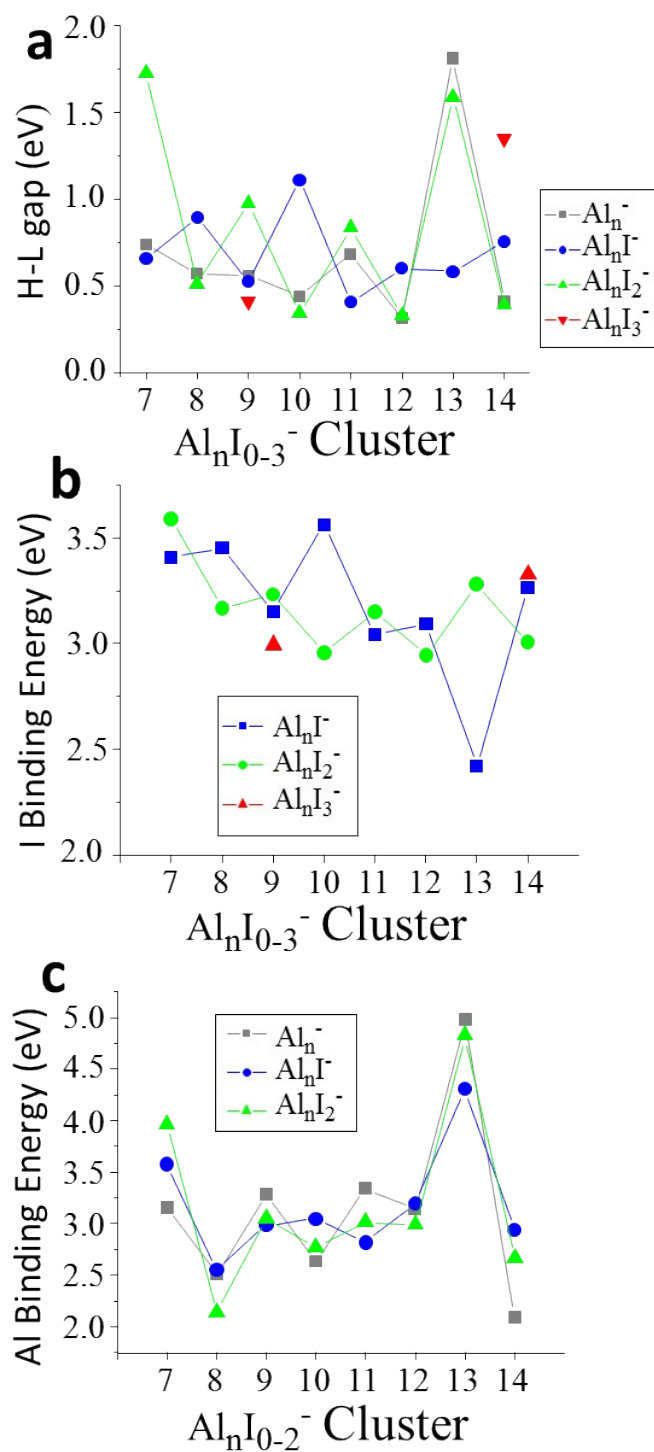 a
H-L gap (eV)
2.0
1.5
1.0
0.5
0.0
7 8 9 10 11 12 13 14
AlnI0-3- Cluster
Aln-
AlnI-
AlnI2-
AlnI3-
b
I Binding Energy (eV)
3.5
3.0
2.5
2.0
7 8 9 10 11 12 13 14
AlnI0-3- Cluster
AlnI-
AlnI2-
AlnI3-
c
Al Binding Energy (eV)
5.0
4.5
4.0
3.5
3.0
2.5
2.0
7 8 9 10 11 12 13 14
AlnI0-2- Cluster
Aln-
AlnI-
AlnI2-